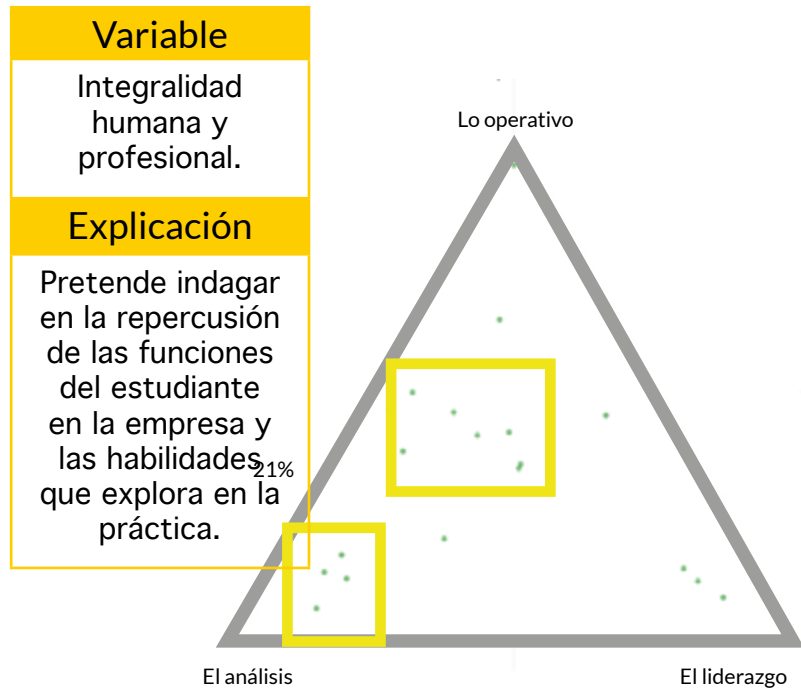 Variable
Integralidad
humana y
profesional.
Explicación
Pretende indagar
en la repercusión
de las funciones
del estudiante
en la empresa y
las habilidades
que explora en la
práctica.
21%
Lo operativo
El análisis
El liderazgo